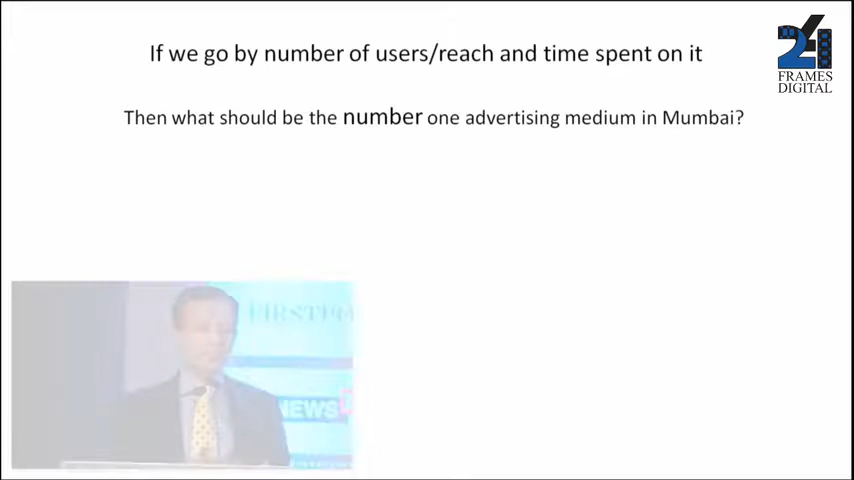 If we go by number of users/reach and time spent on it
24
FRAMES
DIGITAL
Then what should be the number one advertising medium in Mumbai?
NEWS